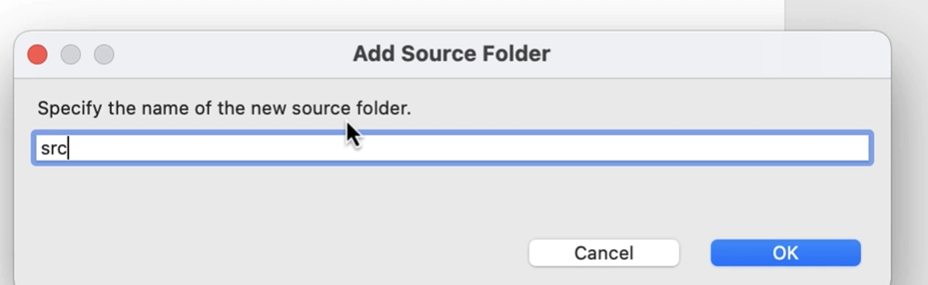 Add Source Folder
Specify the name of the new source folder.
src
Cancel
OK